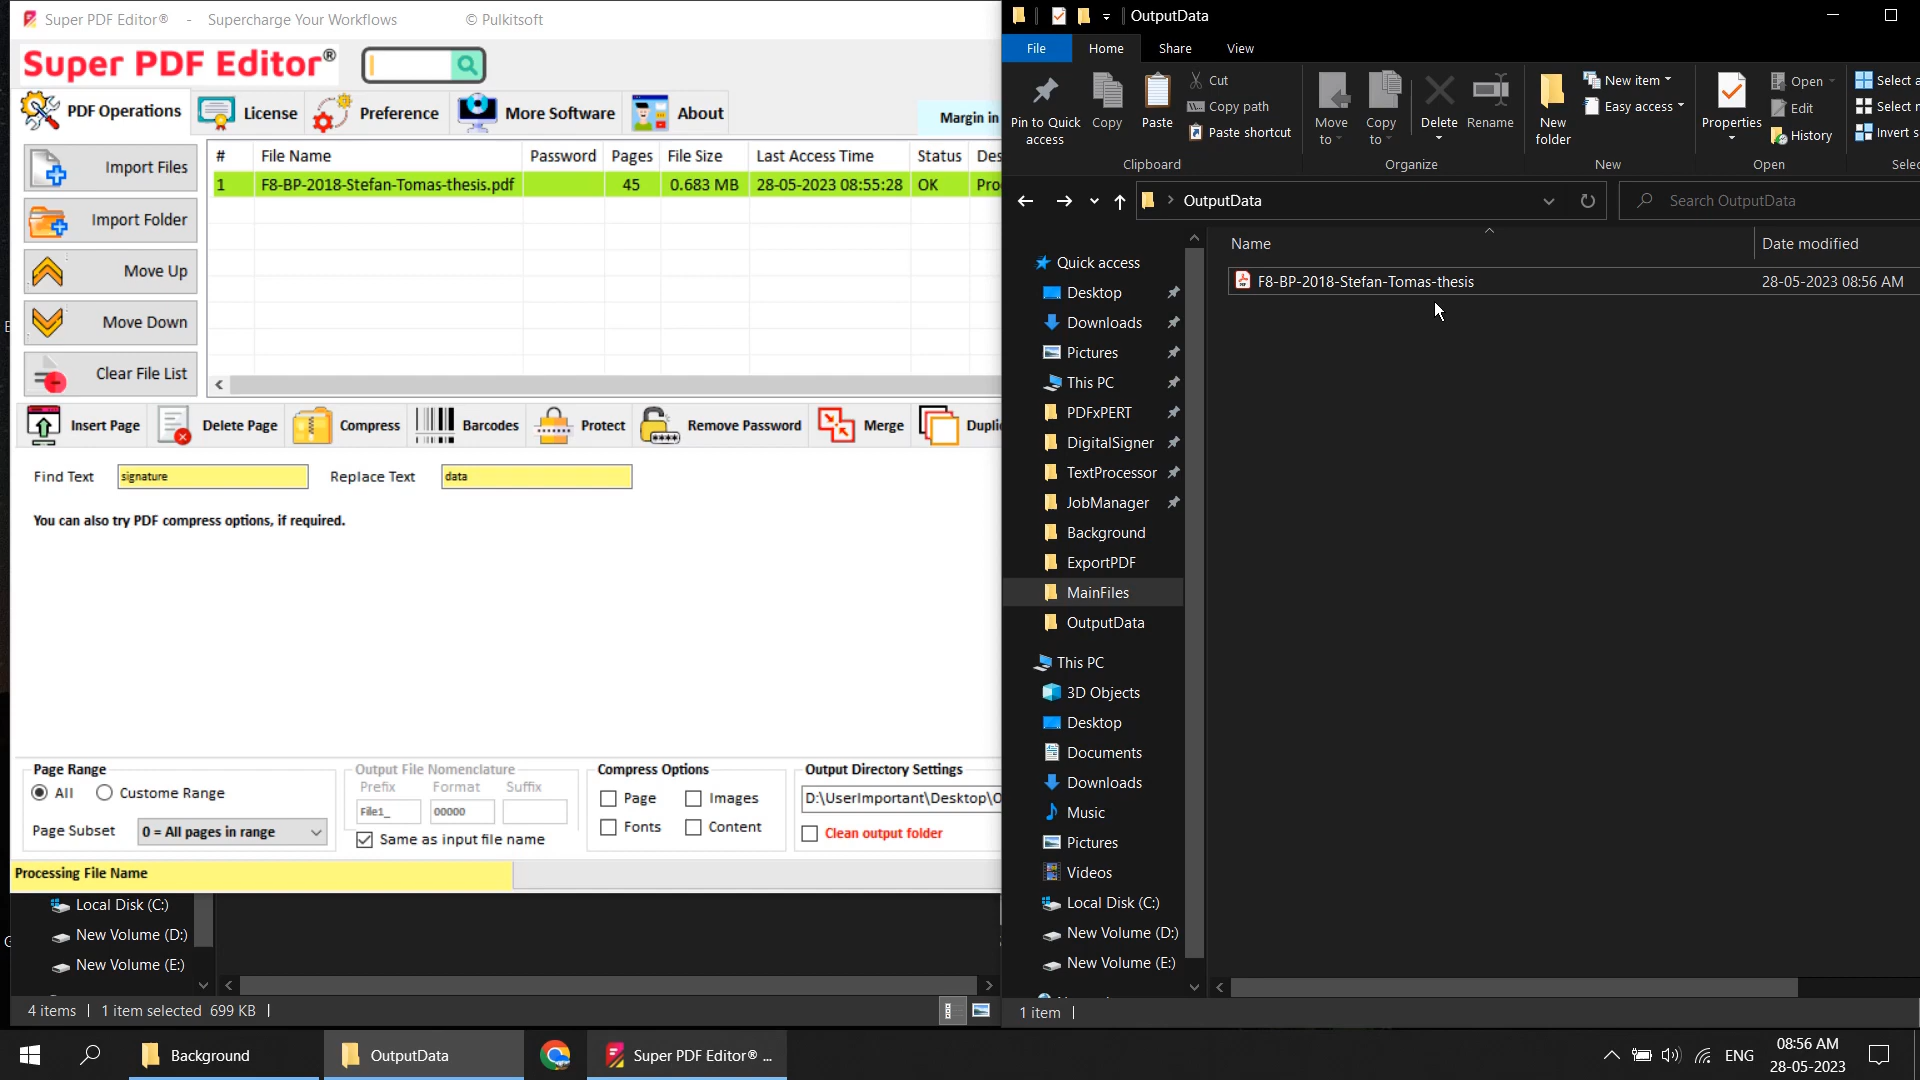 Super PDF Editor® - Supercharge Your Workflows © Pulkitsoft
Super PDF Editor®
PDF Operations License Preference More Software About
Margin in
Import Files
Import Folder
Move Up
Move Down
Clear File List
# File Name Password Pages File Size Last Access Time Status Des
1 F8-BP-2018-Stefan-Tomas-thesis.pdf 45 0.683 MB 28-05-2023 08:55:28 OK Pro
Insert Page Delete Page Compress Barcodes Protect Remove Password Merge Duplic
Find Text signature Replace Text data
You can also try PDF compress options, if required.
Page Range
All Custome Range
Page Subset 0 = All pages in range
Output File Nomenclature
Prefix Format Suffix
File1_ 00000
Same as input file name
Compress Options
Page Images
Fonts Content
Output Directory Settings
D:\UserImportant\Desktop\O
Clean output folder
Processing File Name
Local Disk (C:)
New Volume (D:)
New Volume (E:)
4 items 1 item selected 699 KB
OutputData
File Home Share View
Pin to Quick access
Copy
Paste
Cut
Copy path
Paste shortcut
Clipboard
Move to
Copy to
Delete
Rename
Organize
New folder
New item
Easy access
New
Properties
Open
Edit
History
Open
Select a
Select n
Invert s
Selec
OutputData
Search OutputData
Name Date modified
F8-BP-2018-Stefan-Tomas-thesis 28-05-2023 08:56 AM
Quick access
Desktop
Downloads
Pictures
This PC
PDFxPERT
DigitalSigner
TextProcessor
JobManager
Background
ExportPDF
MainFiles
OutputData
This PC
3D Objects
Desktop
Documents
Downloads
Music
Pictures
Videos
Local Disk (C:)
New Volume (D:)
New Volume (E:)
1 item
Background
OutputData
Super PDF Editor® ...
ENG
08:56 AM
28-05-2023